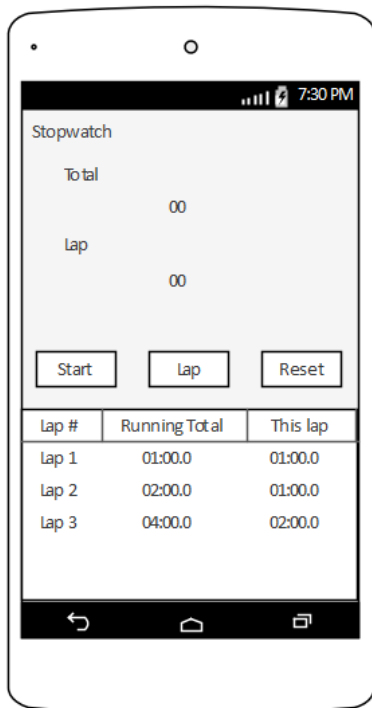 7:30 PM
Stopwatch
Total
00
Lap
00
Start Lap Reset
Lap # Running Total This lap
Lap 1 01:00.0 01:00.0
Lap 2 02:00.0 01:00.0
Lap 3 04:00.0 02:00.0